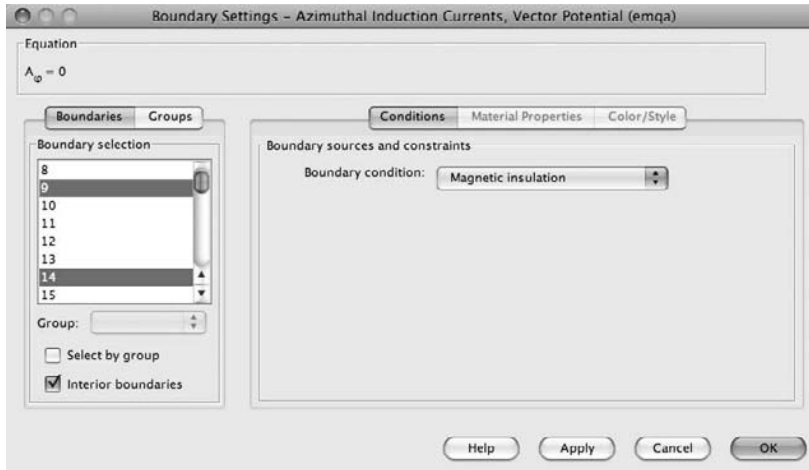 Boundary Settings – Azimuthal Induction Currents, Vector Potential (emqa)
Equation
Aφ = 0
Boundaries Groups
Boundary selection
8
9
10
11
12
13
14
15
Group:
Select by group
Interior boundaries
Conditions Material Properties Color/Style
Boundary sources and constraints
Boundary condition: Magnetic insulation
Help Apply Cancel OK